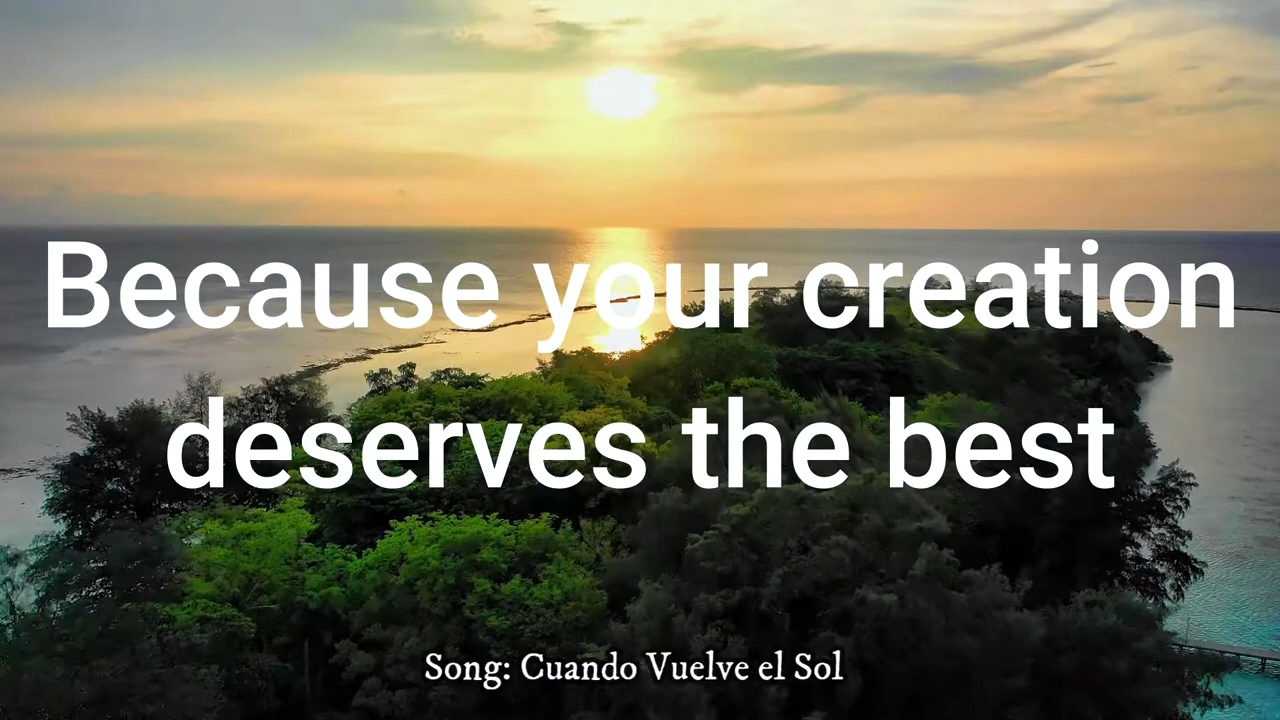 Because your creation
deserves the best
Song: Cuando Vuelve el Sol